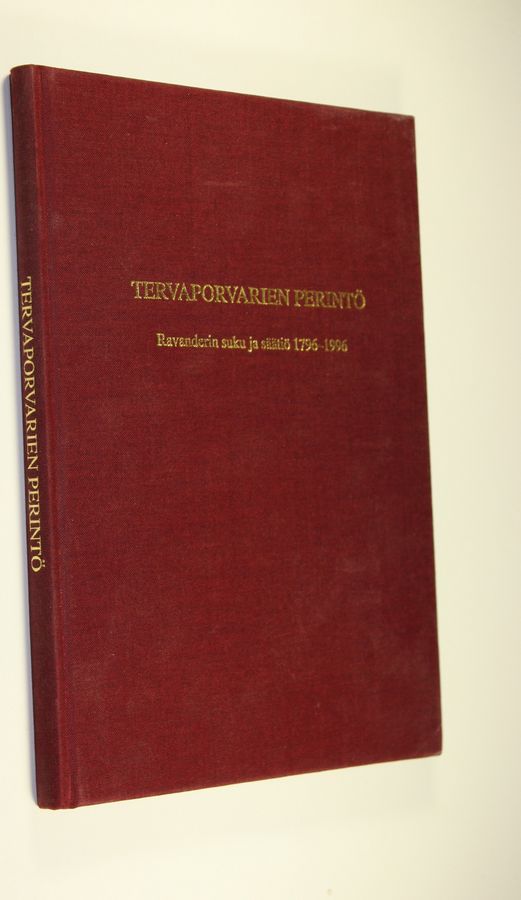 TERVAPORVARIEN PERINTÖ
Ravanderin suku ja säätiö 1796-1996
TERVAPORVARIEN PERINTÖ